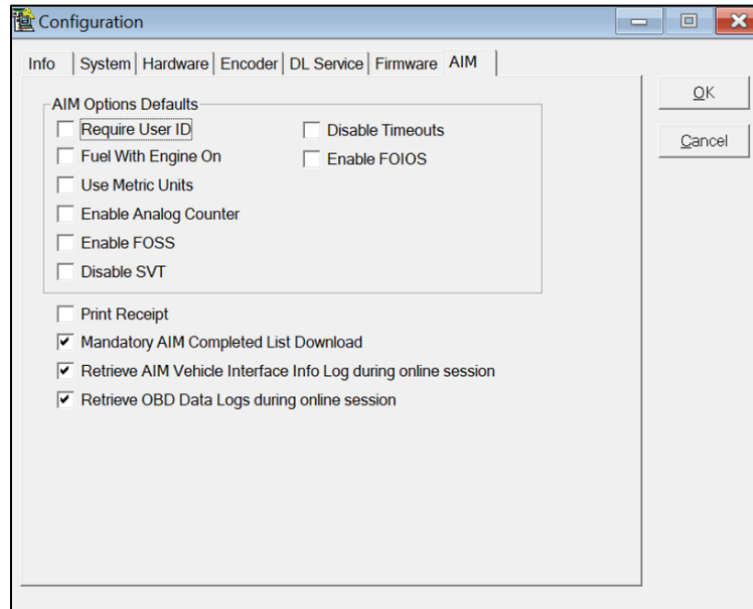 Configuration
Info System Hardware Encoder DL Service Firmware AIM
OK
Cancel
AIM Options Defaults
Require User ID
Fuel With Engine On
Use Metric Units
Enable Analog Counter
Enable FOSS
Disable SVT
Disable Timeouts
Enable FOIOS
Print Receipt
Mandatory AIM Completed List Download
Retrieve AIM Vehicle Interface Info Log during online session
Retrieve OBD Data Logs during online session